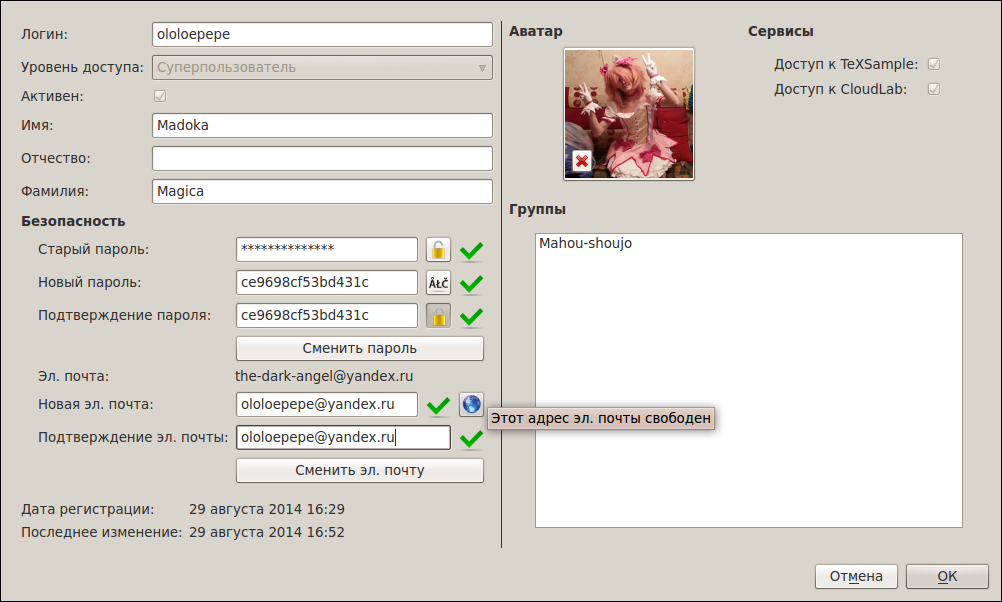 Логин: ololoepepe
Уровень доступа: Суперпользователь
Активен:
Имя: Madoka
Отчество:
Фамилия: Magica
Безопасность
Старый пароль: **************
Новый пароль: ce9698cf53bd431c ÂŁČ
Подтверждение пароля: ce9698cf53bd431c
Сменить пароль
Эл. почта: the-dark-angel@yandex.ru
Новая эл. почта: ololoepepe@yandex.ru
Этот адрес эл. почты свободен
Подтверждение эл. почты: ololoepepe@yandex.ru
Сменить эл. почту
Дата регистрации: 29 августа 2014 16:29
Последнее изменение: 29 августа 2014 16:52
Аватар
Сервисы
Доступ к TeXSample:
Доступ к CloudLab:
Группы
Mahou-shoujo
Отмена
OK